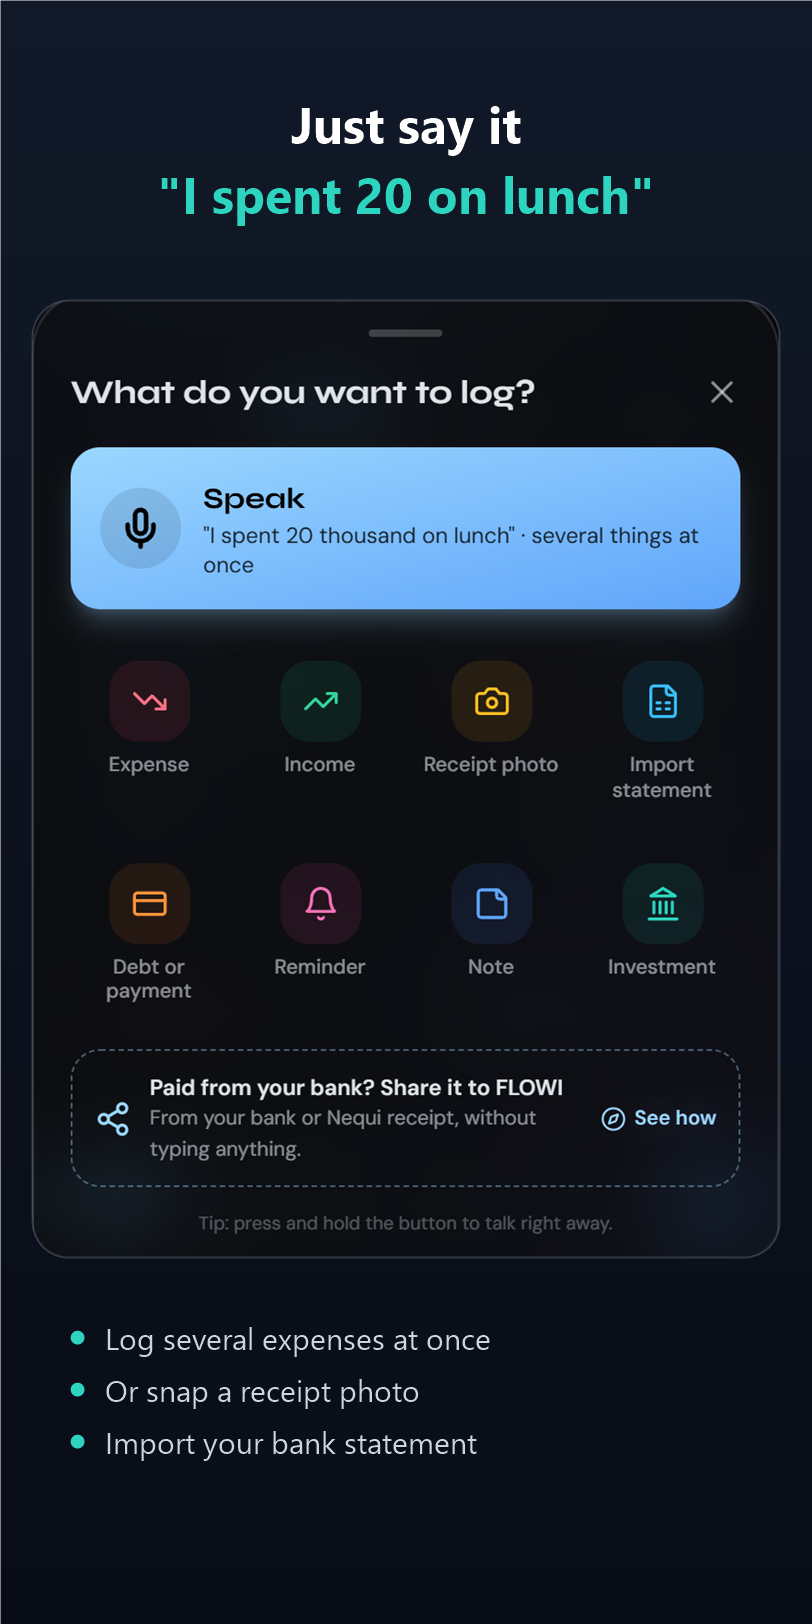 Just say it
"I spent 20 on lunch"
What do you want to log?
Speak
"I spent 20 thousand on lunch" · several things at
once
Expense
Income
Receipt photo
Import
statement
Debt or
payment
Reminder
Note
Investment
Paid from your bank? Share it to FLOWI
From your bank or Nequi receipt, without
typing anything.
See how
Tip: press and hold the button to talk right away.
Log several expenses at once
Or snap a receipt photo
Import your bank statement